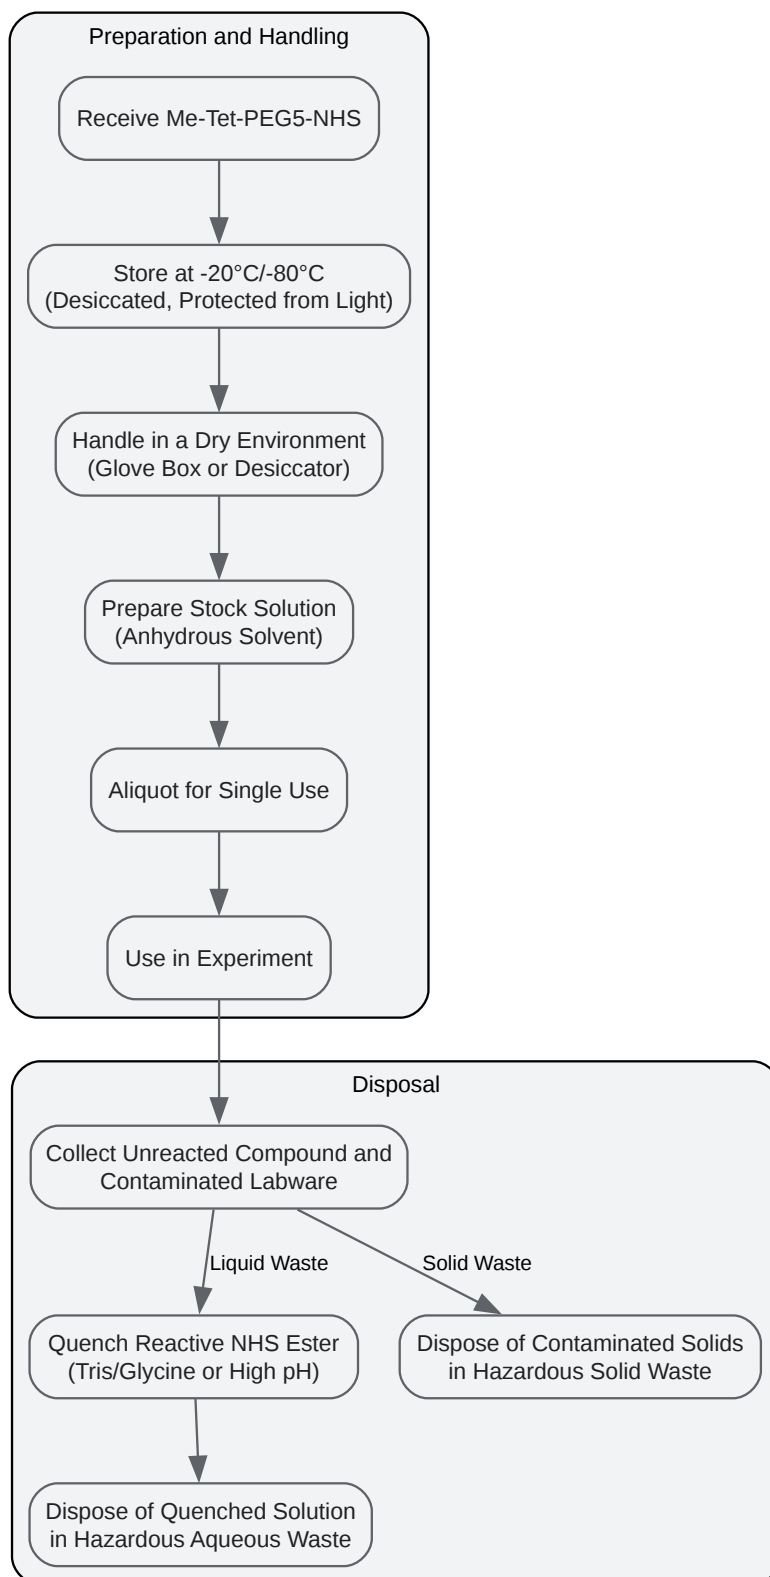 Preparation and Handling
Receive Me-Tet-PEG5-NHS
Store at -20°C/-80°C
(Desiccated, Protected from Light)
Handle in a Dry Environment
(Glove Box or Desiccator)
Prepare Stock Solution
(Anhydrous Solvent)
Aliquot for Single Use
Use in Experiment
Disposal
Collect Unreacted Compound and
Contaminated Labware
Liquid Waste
Solid Waste
Quench Reactive NHS Ester
(Tris/Glycine or High pH)
Dispose of Contaminated Solids
in Hazardous Solid Waste
Dispose of Quenched Solution
in Hazardous Aqueous Waste